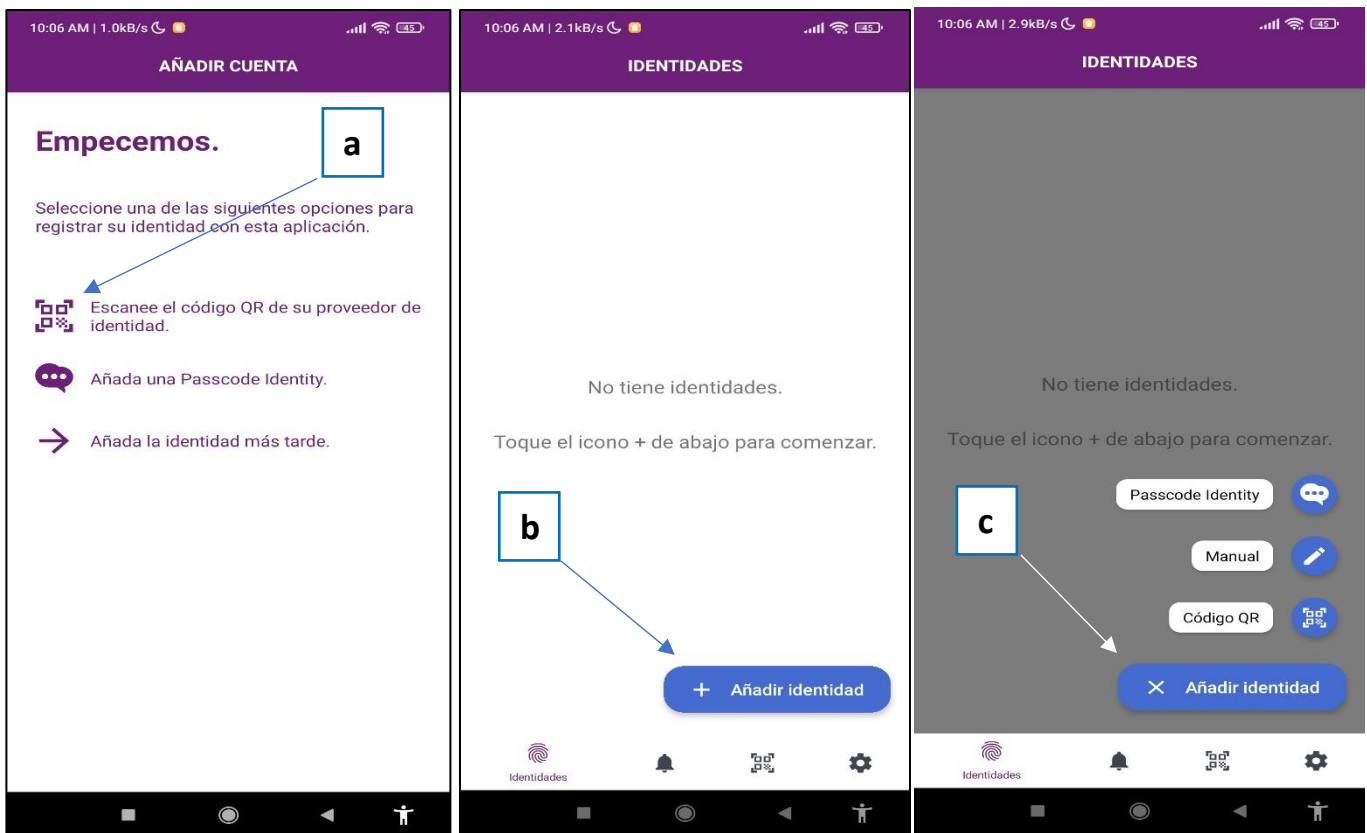 10:06 AM | 1.0kB/s 45
AÑADIR CUENTA
Empecemos.
a
Seleccione una de las siguientes opciones para
registrar su identidad con esta aplicación.
Escanee el código QR de su proveedor de
identidad.
Añada una Passcode Identity.
Añada la identidad más tarde.
10:06 AM | 2.1kB/s 45
IDENTIDADES
No tiene identidades.
Toque el icono + de abajo para comenzar.
b
+ Añadir identidad
Identidades
10:06 AM | 2.9kB/s 45
IDENTIDADES
No tiene identidades.
Toque el icono + de abajo para comenzar.
Passcode Identity
c
Manual
Código QR
× Añadir identidad
Identidades